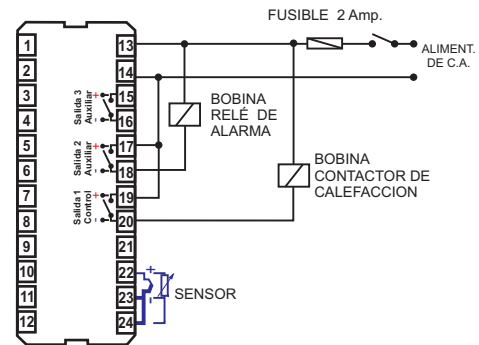 FUSIBLE 2 Amp.
ALIMENT.
DE C.A.
1
2
3
4
5
6
7
8
9
10
11
12
13
14
15
16
17
18
19
20
21
22
23
24
Salida 3
Auxiliar
+
-
Salida 2
Auxiliar
+
-
Salida 1
Control
+
-
BOBINA
RELÉ DE
ALARMA
BOBINA
CONTACTOR DE
CALEFACCION
+
-
SENSOR